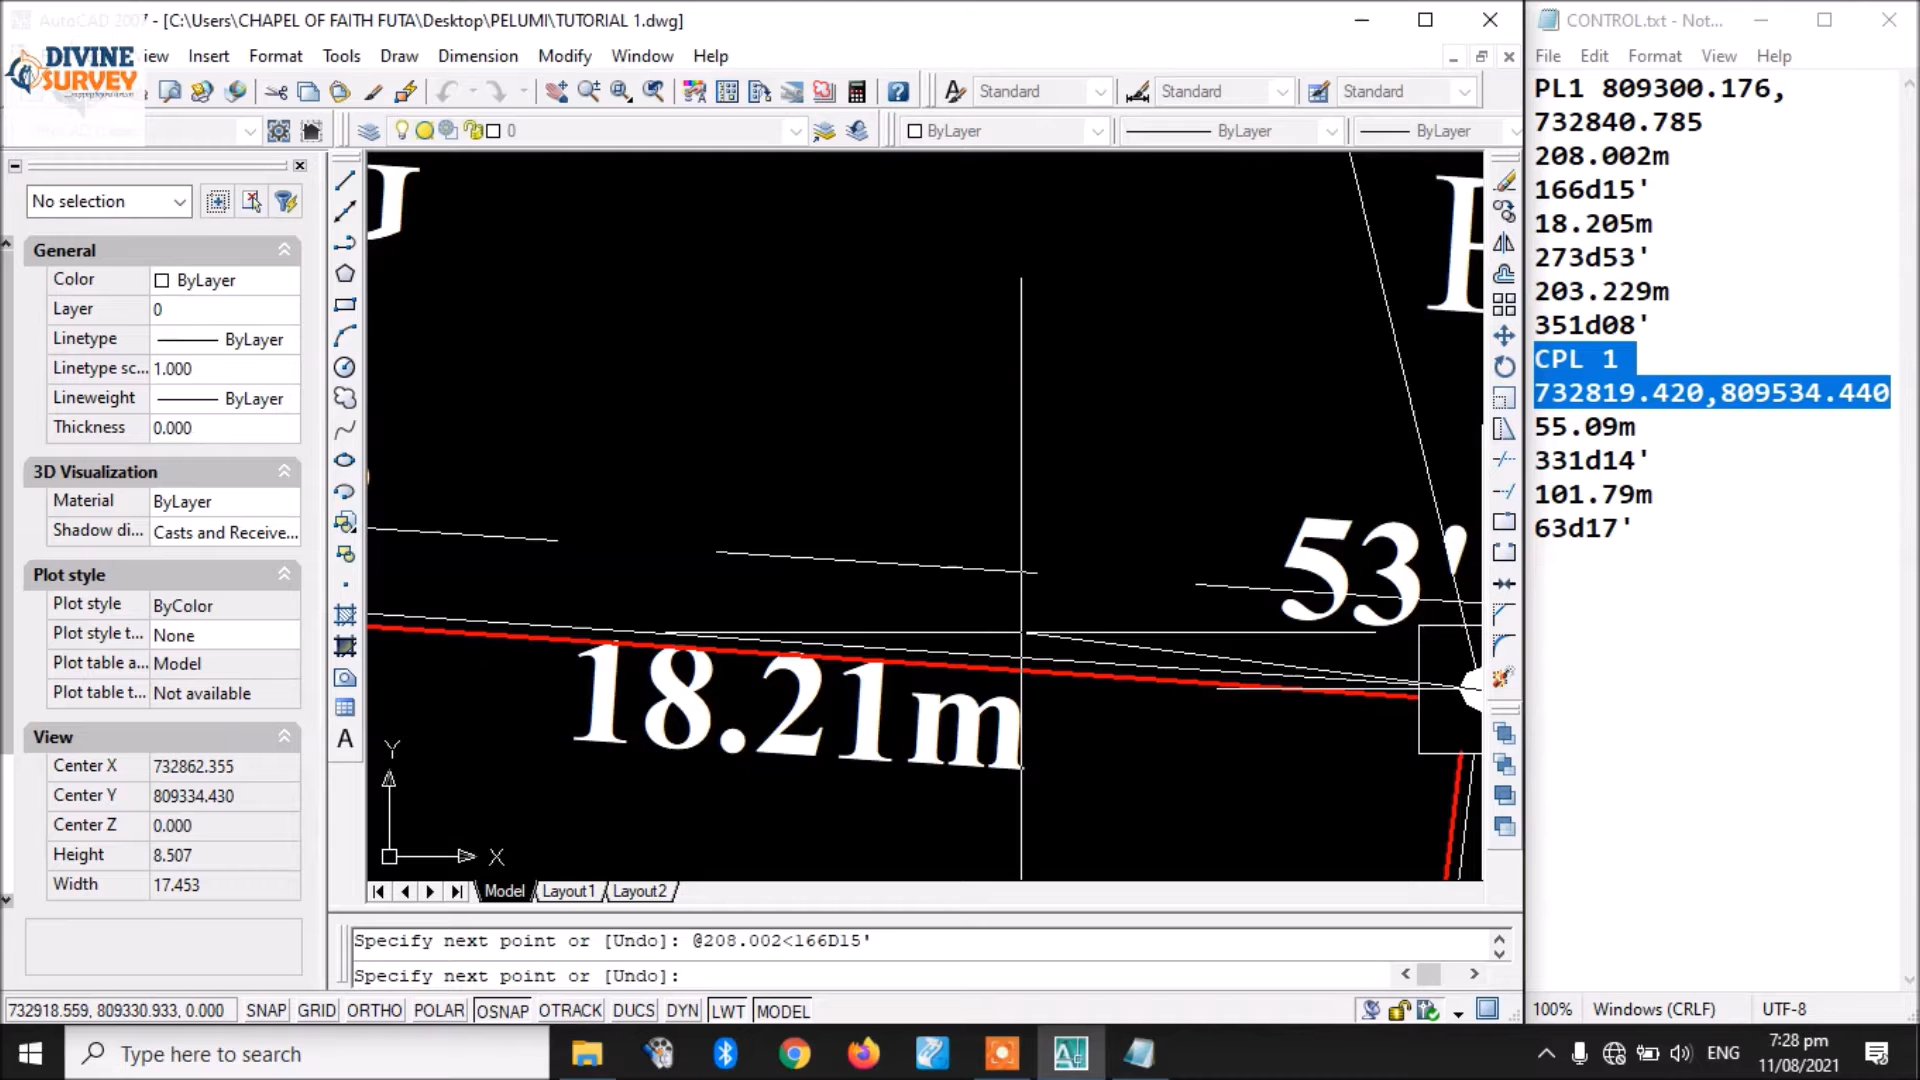 AutoCAD 2007 - [C:\Users\CHAPEL OF FAITH FUTA\Desktop\PELUMI\TUTORIAL 1.dwg]
DIVINE
SURVEY
Insert Format Tools Draw Dimension Modify Window Help
Standard Standard Standard
0 ByLayer ByLayer ByLayer
No selection
General
Color ByLayer
Layer 0
Linetype ByLayer
Linetype sc... 1.000
Lineweight ByLayer
Thickness 0.000
3D Visualization
Material ByLayer
Shadow di... Casts and Receive...
Plot style
Plot style ByColor
Plot style t... None
Plot table a... Model
Plot table t... Not available
View
Center X 732862.355
Center Y 809334.430
Center Z 0.000
Height 8.507
Width 17.453
53'
18.21m
Y
X
A
Model Layout1 Layout2
Specify next point or [Undo]: @208.002<166D15'
Specify next point or [Undo]:
732918.559, 809330.933, 0.000 SNAP GRID ORTHO POLAR OSNAP OTRACK DUCS DYN LWT MODEL
CONTROL.txt - Not...
File Edit Format View Help
PL1 809300.176,
732840.785
208.002m
166d15'
18.205m
273d53'
203.229m
351d08'
CPL 1
732819.420,809534.440
55.09m
331d14'
101.79m
63d17'
100% Windows (CRLF) UTF-8
Type here to search
ENG
7:28 pm
11/08/2021